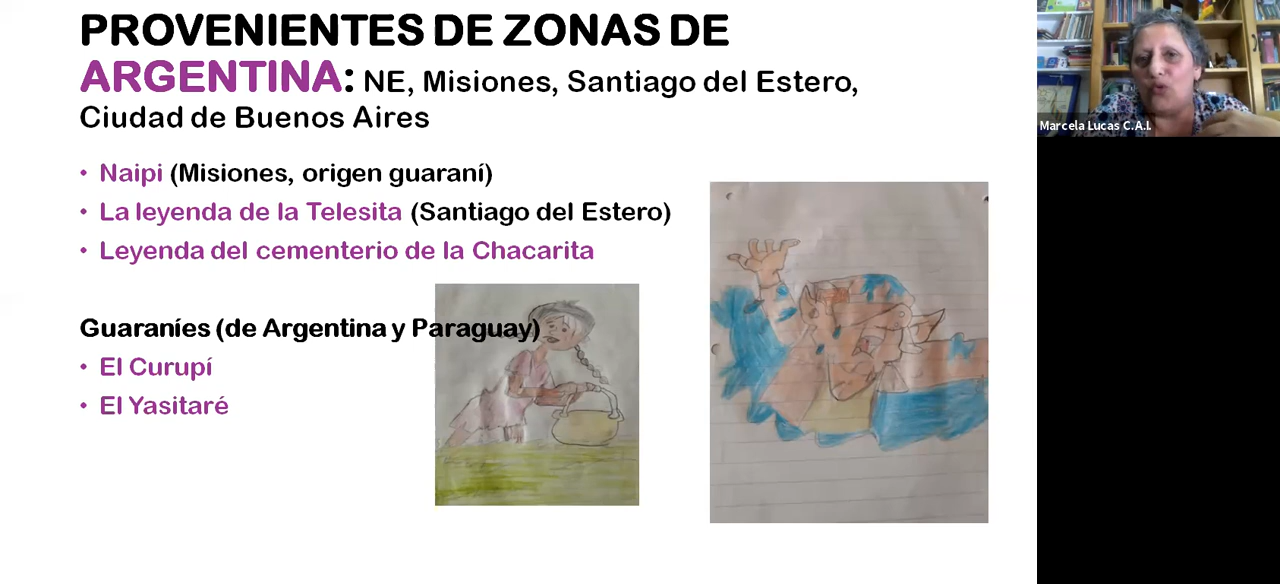 PROVENIENTES DE ZONAS DE
ARGENTINA: NE, Misiones, Santiago del Estero,
Ciudad de Buenos Aires
• Naipi (Misiones, origen guaraní)
• La leyenda de la Telesita (Santiago del Estero)
• Leyenda del cementerio de la Chacarita
Guaraníes (de Argentina y Paraguay)
• El Curupí
• El Yasitaré
Marcela Lucas C.A.I.